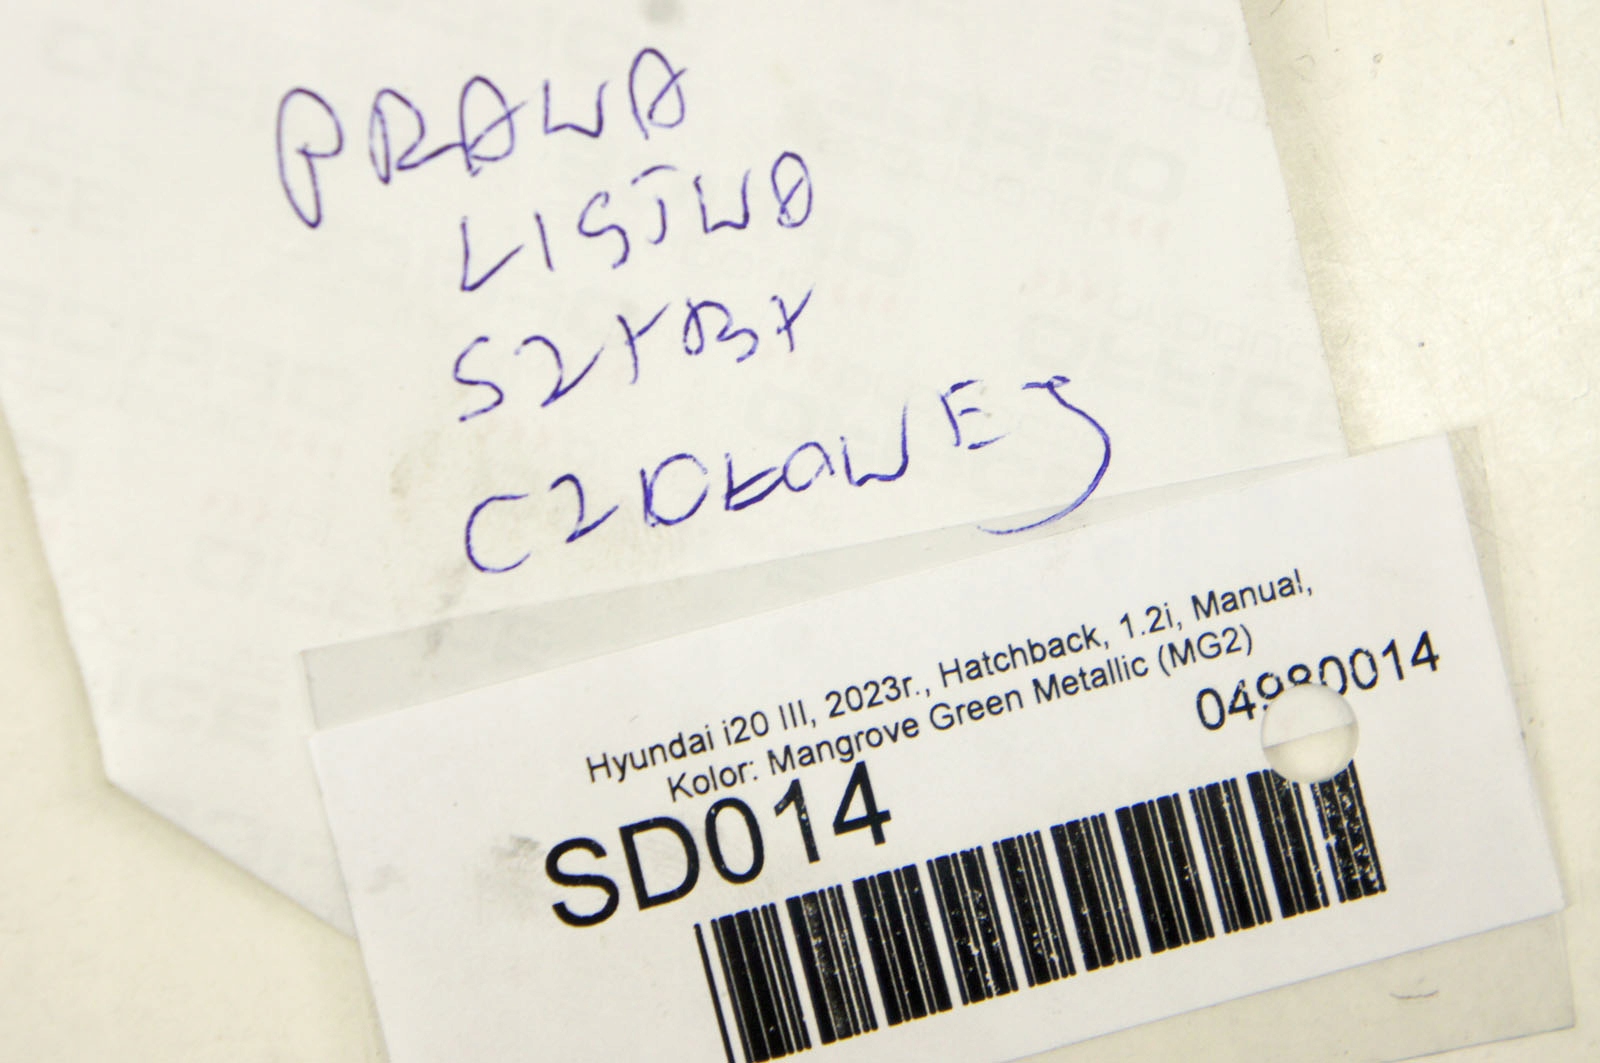 PRAWA
LISTWA
SZYBY
CZOŁOWEJ
Hyundai i20 III, 2023r., Hatchback, 1.2i, Manual,
Kolor: Mangrove Green Metallic (MG2)
04980014
SD014